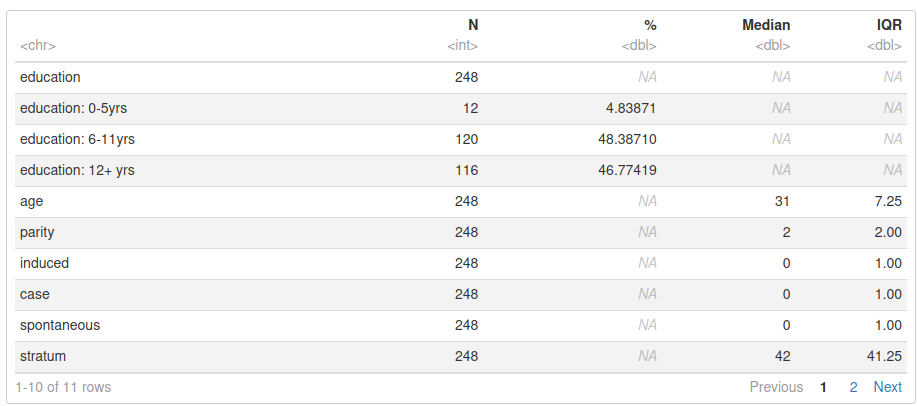 N % Median IQR
<chr> <int> <dbl> <dbl> <dbl>
education 248 NA NA NA
education: 0-5yrs 12 4.83871 NA NA
education: 6-11yrs 120 48.38710 NA NA
education: 12+ yrs 116 46.77419 NA NA
age 248 NA 31 7.25
parity 248 NA 2 2.00
induced 248 NA 0 1.00
case 248 NA 0 1.00
spontaneous 248 NA 0 1.00
stratum 248 NA 42 41.25
1-10 of 11 rows Previous 1 2 Next